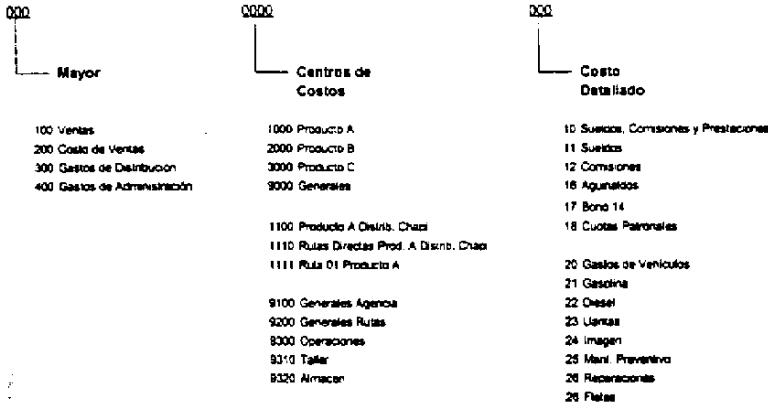 000
Mayor
100 Ventas
200 Costo de Ventas
300 Gastos de Distribucion
400 Gastos de Administración
0000
Centros de
Costos
1000 Producto A
2000 Producto B
3000 Producto C
9000 Generales
1100 Producto A Distrib. Chapi
1110 Rutas Directas Prod. A Distrib. Chapi
1111 Ruta 01 Producto A
9100 Generales Agencia
9200 Generales Rutas
9300 Operaciones
9310 Taller
9320 Almacen
000
Costo
Detallado
10 Sueldos, Comisiones y Prestaciones
11 Sueldos
12 Comisiones
16 Aguinaldos
17 Bono 14
18 Cuotas Patronales
20 Gastos de Vehiculos
21 Gasolina
22 Diesel
23 Llantas
24 Imagen
25 Mant. Preventivo
26 Reparaciones
26 Fletes